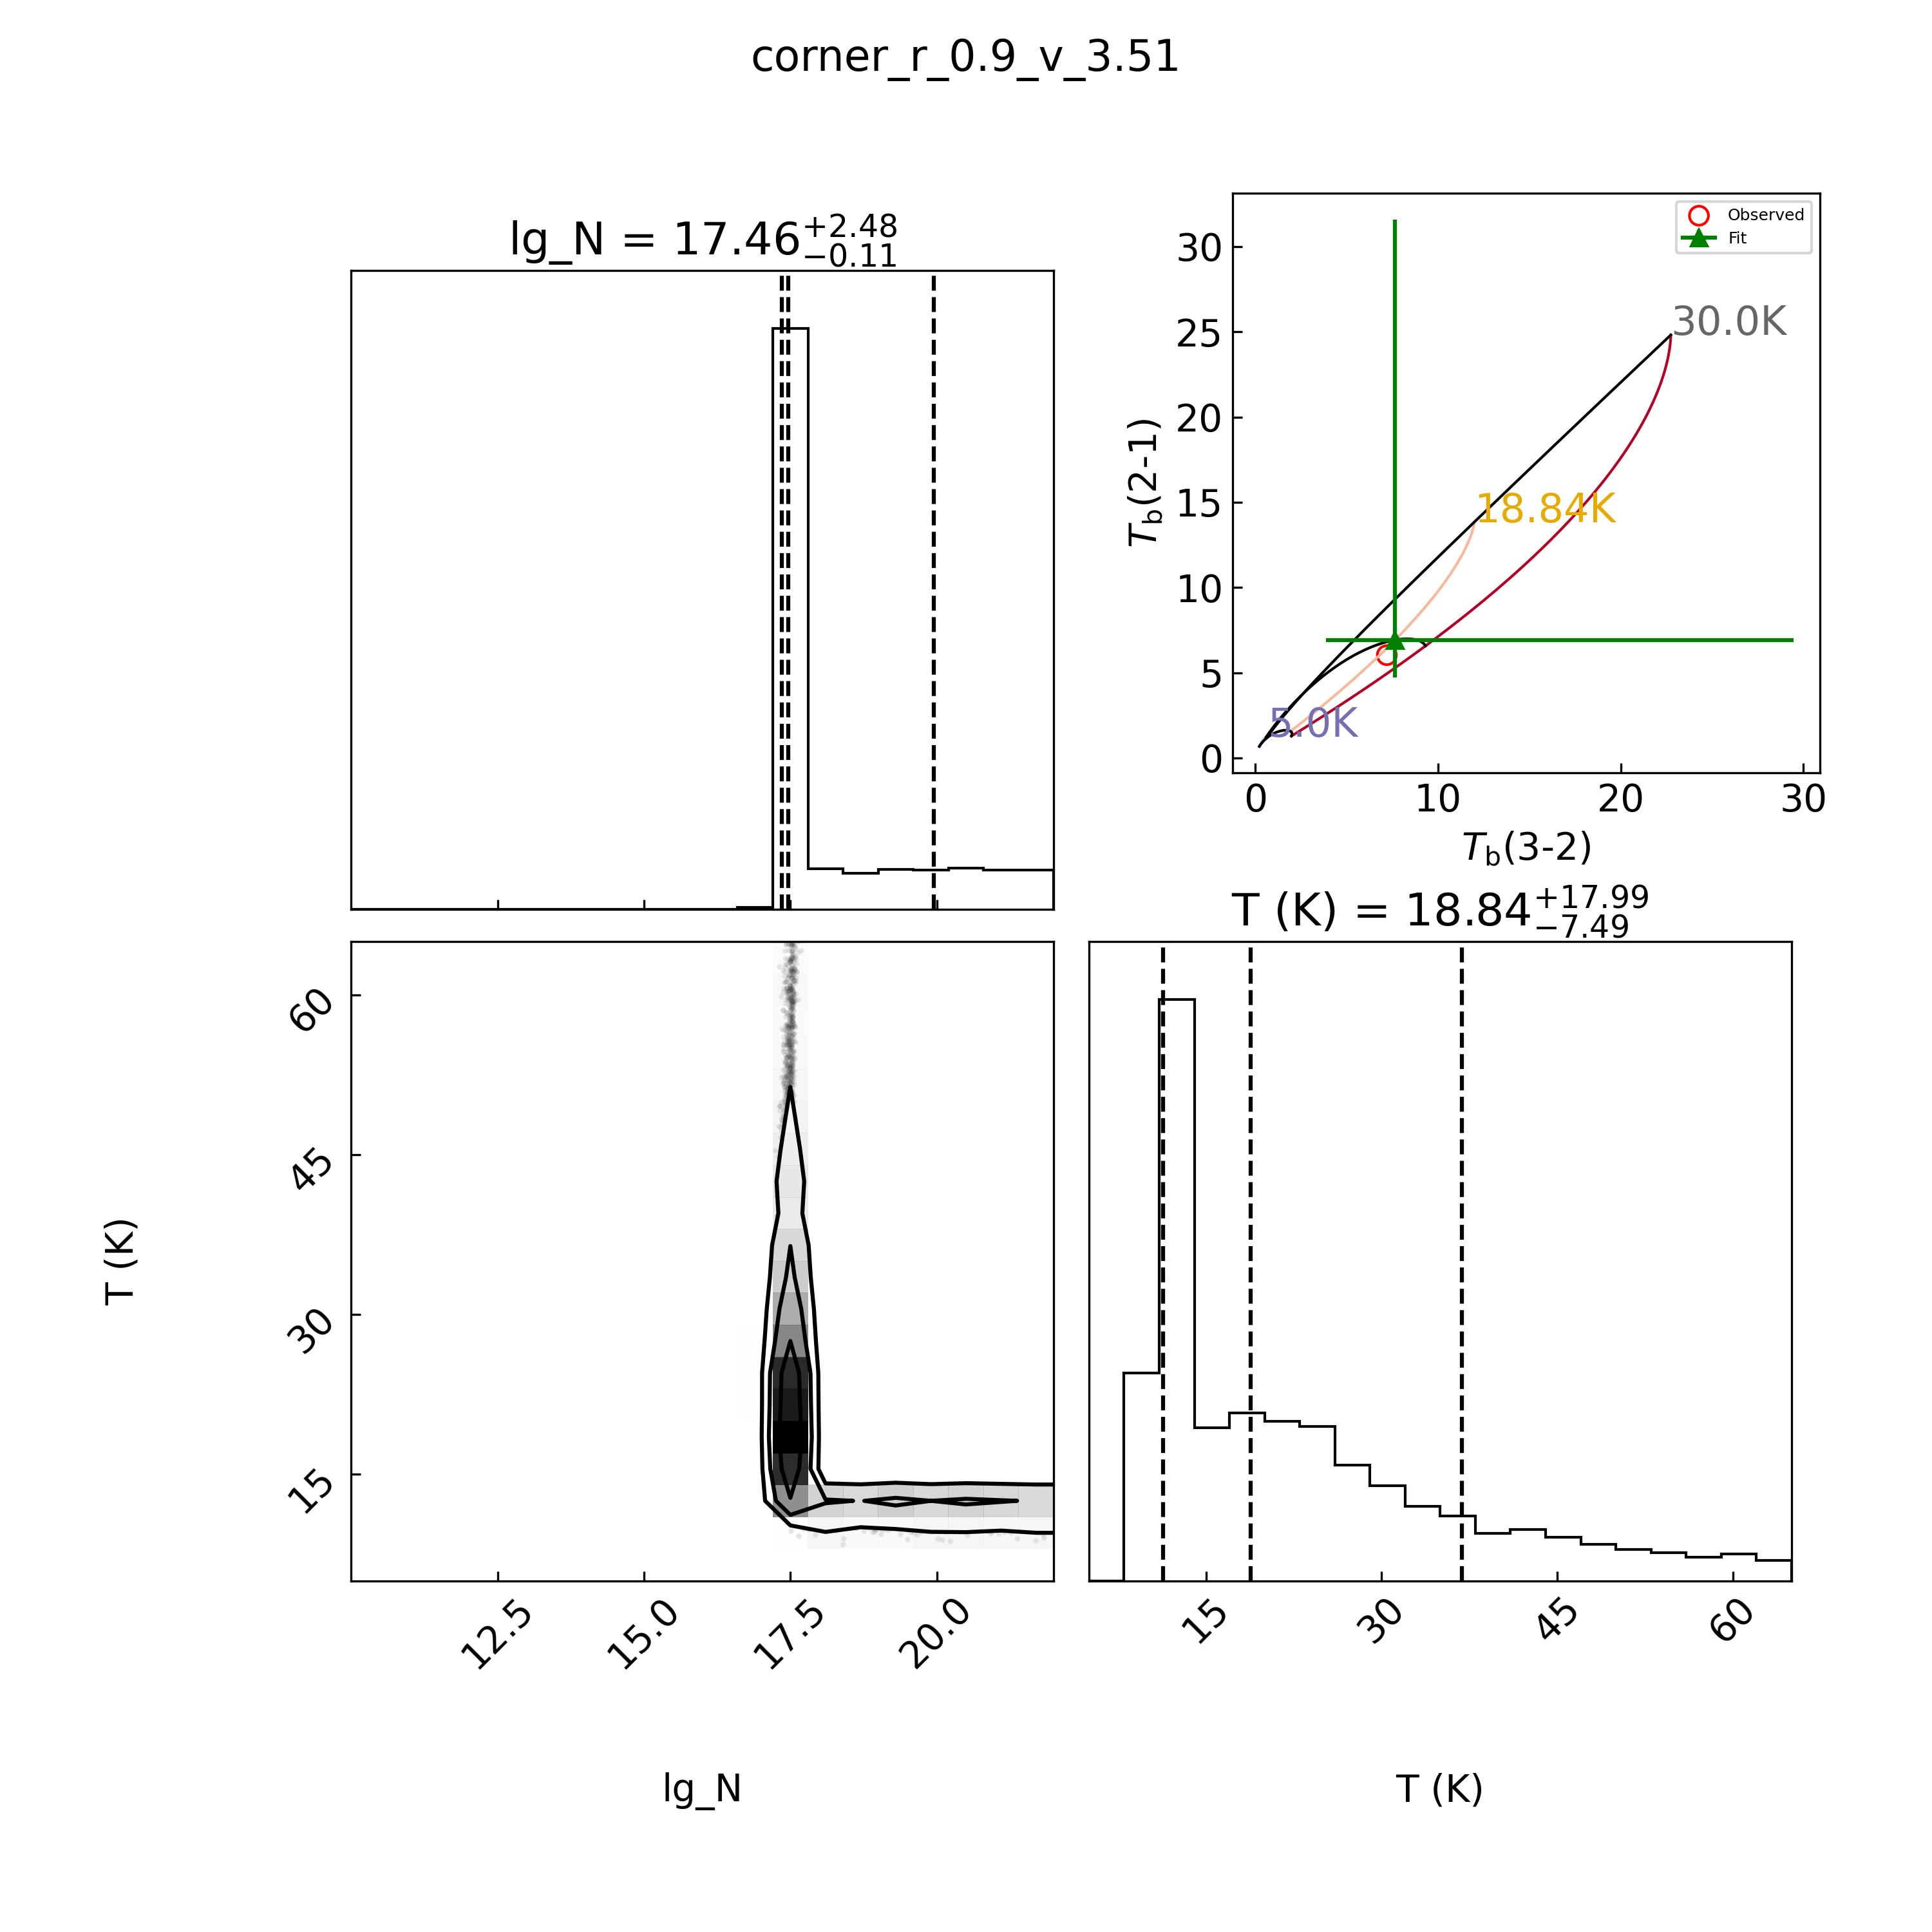 corner_r_0.9_v_3.51
lg_N = 17.46+2.48−0.11
30
25
20
15
10
5
0
Tb(2-1)
Observed
Fit
30.0K
18.84K
5.0K
0 10 20 30
Tb(3-2)
T (K) = 18.84+17.99−7.49
60
45
30
15
T (K)
12.5 15.0 17.5 20.0
lg_N
15 30 45 60
T (K)